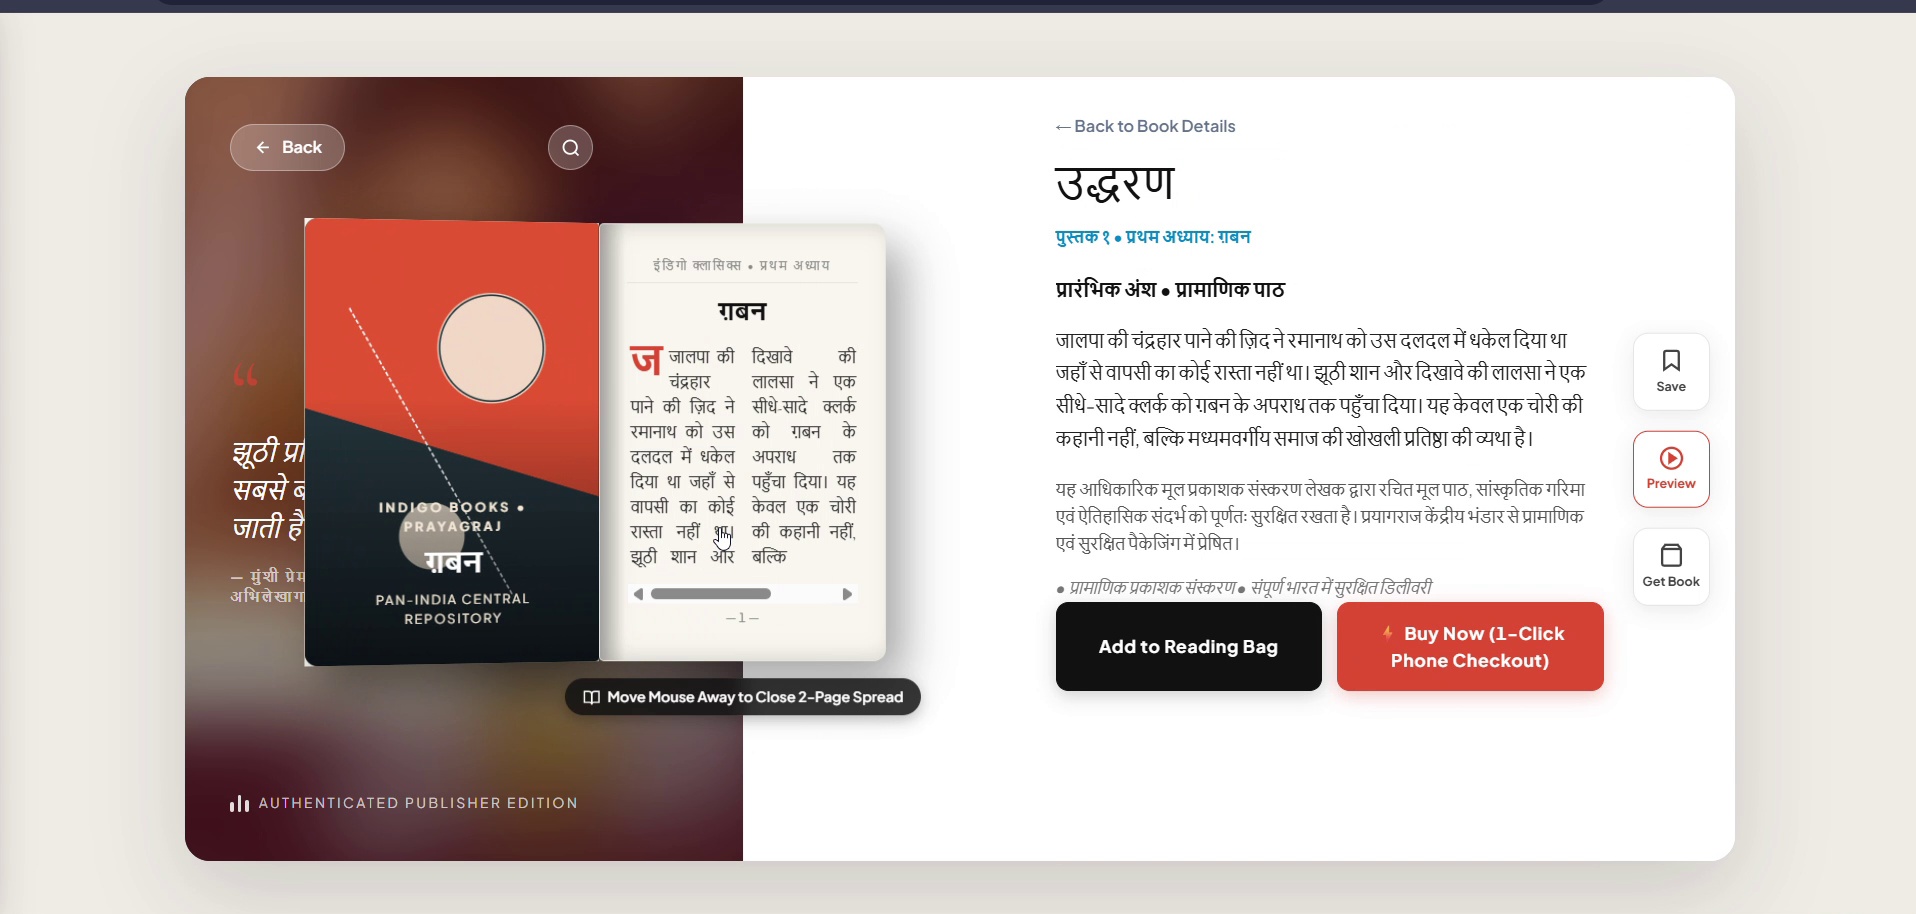 Back
← Back to Book Details
उद्धरण
पुस्तक १ • प्रथम अध्याय: ग़बन
प्रारंभिक अंश • प्रामाणिक पाठ
जालपा की चंद्रहार पाने की ज़िद ने रमानाथ को उस दलदल में धकेल दिया था
जहाँ से वापसी का कोई रास्ता नहीं था। झूठी शान और दिखावे की लालसा ने एक
सीधे-सादे क्लर्क को ग़बन के अपराध तक पहुँचा दिया। यह केवल एक चोरी की
कहानी नहीं, बल्कि मध्यमवर्गीय समाज की खोखली प्रतिष्ठा की व्यथा है।
यह आधिकारिक मूल प्रकाशक संस्करण लेखक द्वारा रचित मूल पाठ, सांस्कृतिक गरिमा
एवं ऐतिहासिक संदर्भ को पूर्णतः सुरक्षित रखता है। प्रयागराज केंद्रीय भंडार से प्रामाणिक
एवं सुरक्षित पैकेजिंग में प्रेषित।
• प्रामाणिक प्रकाशक संस्करण • संपूर्ण भारत में सुरक्षित डिलीवरी
Add to Reading Bag
Buy Now (1-Click
Phone Checkout)
Save
Preview
Get Book
“
झूठी
सबसे
जाती है
— मुंशी
INDIGO BOOKS •
PRAYAGRAJ
ग़बन
PAN-INDIA CENTRAL
REPOSITORY
इंडिगो क्लासिक्स • प्रथम अध्याय
ग़बन
ज जालपा की
चंद्रहार
पाने की ज़िद ने
रमानाथ को उस
दलदल में धकेल
दिया था जहाँ से
वापसी का कोई
रास्ता नहीं
झूठी शान और
दिखावे की
लालसा ने एक
सीधे-सादे क्लर्क
को ग़बन के
अपराध तक
पहुँचा दिया। यह
केवल एक चोरी
की कहानी नहीं,
बल्कि
—1—
Move Mouse Away to Close 2-Page Spread
AUTHENTICATED PUBLISHER EDITION